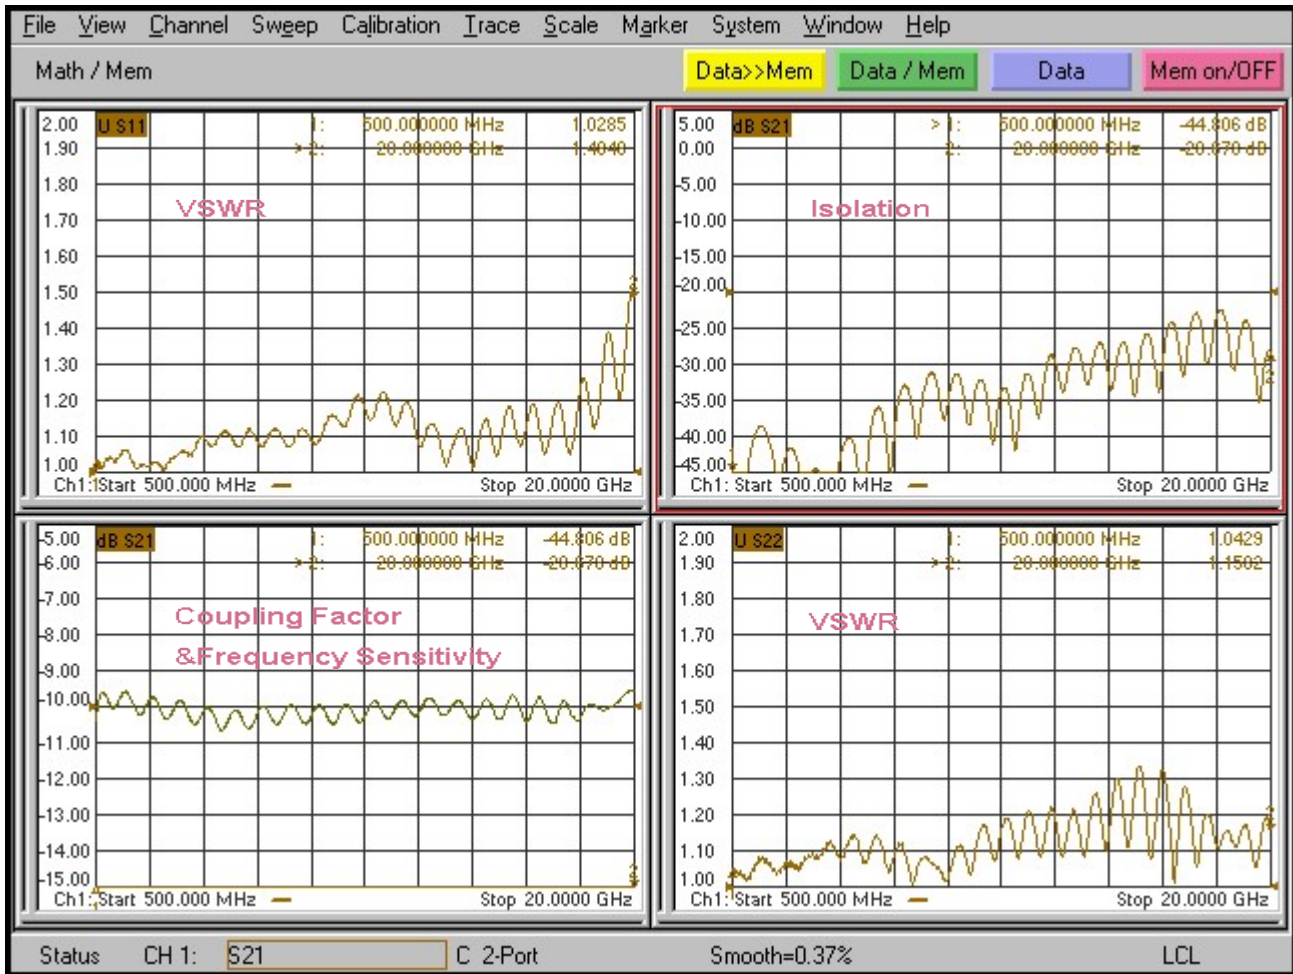 File View Channel Sweep Calibration Trace Scale Marker System Window Help
Math / Mem Data>>Mem Data / Mem Data Mem on/OFF
2.00 U S11 1: 500.000000 MHz 1.0285
1.90 > 2: 20.000000 GHz 1.4040
1.80
VSWR
1.70
1.60
1.50
1.40
1.30
1.20
1.10
1.00
Ch1: Start 500.000 MHz Stop 20.0000 GHz
5.00 dB S21 > 1: 500.000000 MHz -44.806 dB
0.00 2: 20.000000 GHz -20.670 dB
-5.00
Isolation
-10.00
-15.00
-20.00
-25.00
-30.00
-35.00
-40.00
-45.00
Ch1: Start 500.000 MHz Stop 20.0000 GHz
-5.00 dB S21 1: 500.000000 MHz -44.806 dB
-6.00 > 2: 20.000000 GHz -20.670 dB
-7.00
Coupling Factor
-8.00
&Frequency Sensitivity
-9.00
-10.00
-11.00
-12.00
-13.00
-14.00
-15.00
Ch1: Start 500.000 MHz Stop 20.0000 GHz
2.00 U S22 1: 500.000000 MHz 1.0429
1.90 > 2: 20.000000 GHz 1.1502
1.80
VSWR
1.70
1.60
1.50
1.40
1.30
1.20
1.10
1.00
Ch1: Start 500.000 MHz Stop 20.0000 GHz
Status CH 1: S21 C 2-Port Smooth=0.37% LCL